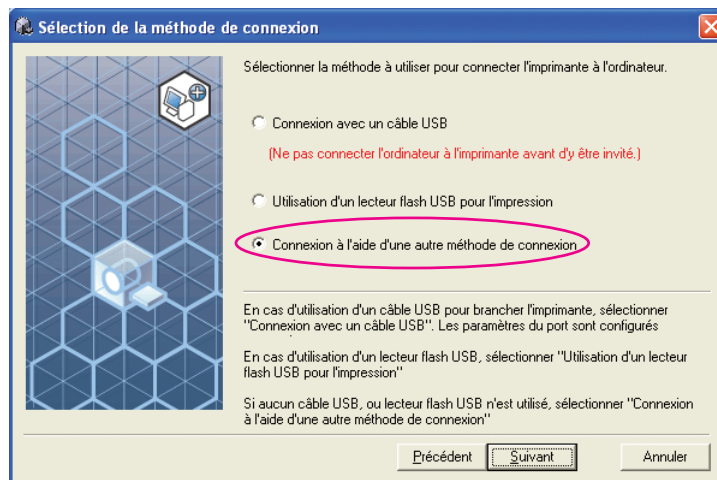 Sélection de la méthode de connexion
Sélectionner la méthode à utiliser pour connecter l'imprimante à l'ordinateur.
Connexion avec un câble USB
(Ne pas connecter l'ordinateur à l'imprimante avant d'y être invité.)
Utilisation d'un lecteur flash USB pour l'impression
Connexion à l'aide d'une autre méthode de connexion
En cas d'utilisation d'un câble USB pour brancher l'imprimante, sélectionner
"Connexion avec un câble USB". Les paramètres du port sont configurés
En cas d'utilisation d'un lecteur flash USB, sélectionner "Utilisation d'un lecteur
flash USB pour l'impression"
Si aucun câble USB, ou lecteur flash USB n'est utilisé, sélectionner "Connexion
à l'aide d'une autre méthode de connexion"
Précédent Suivant Annuler